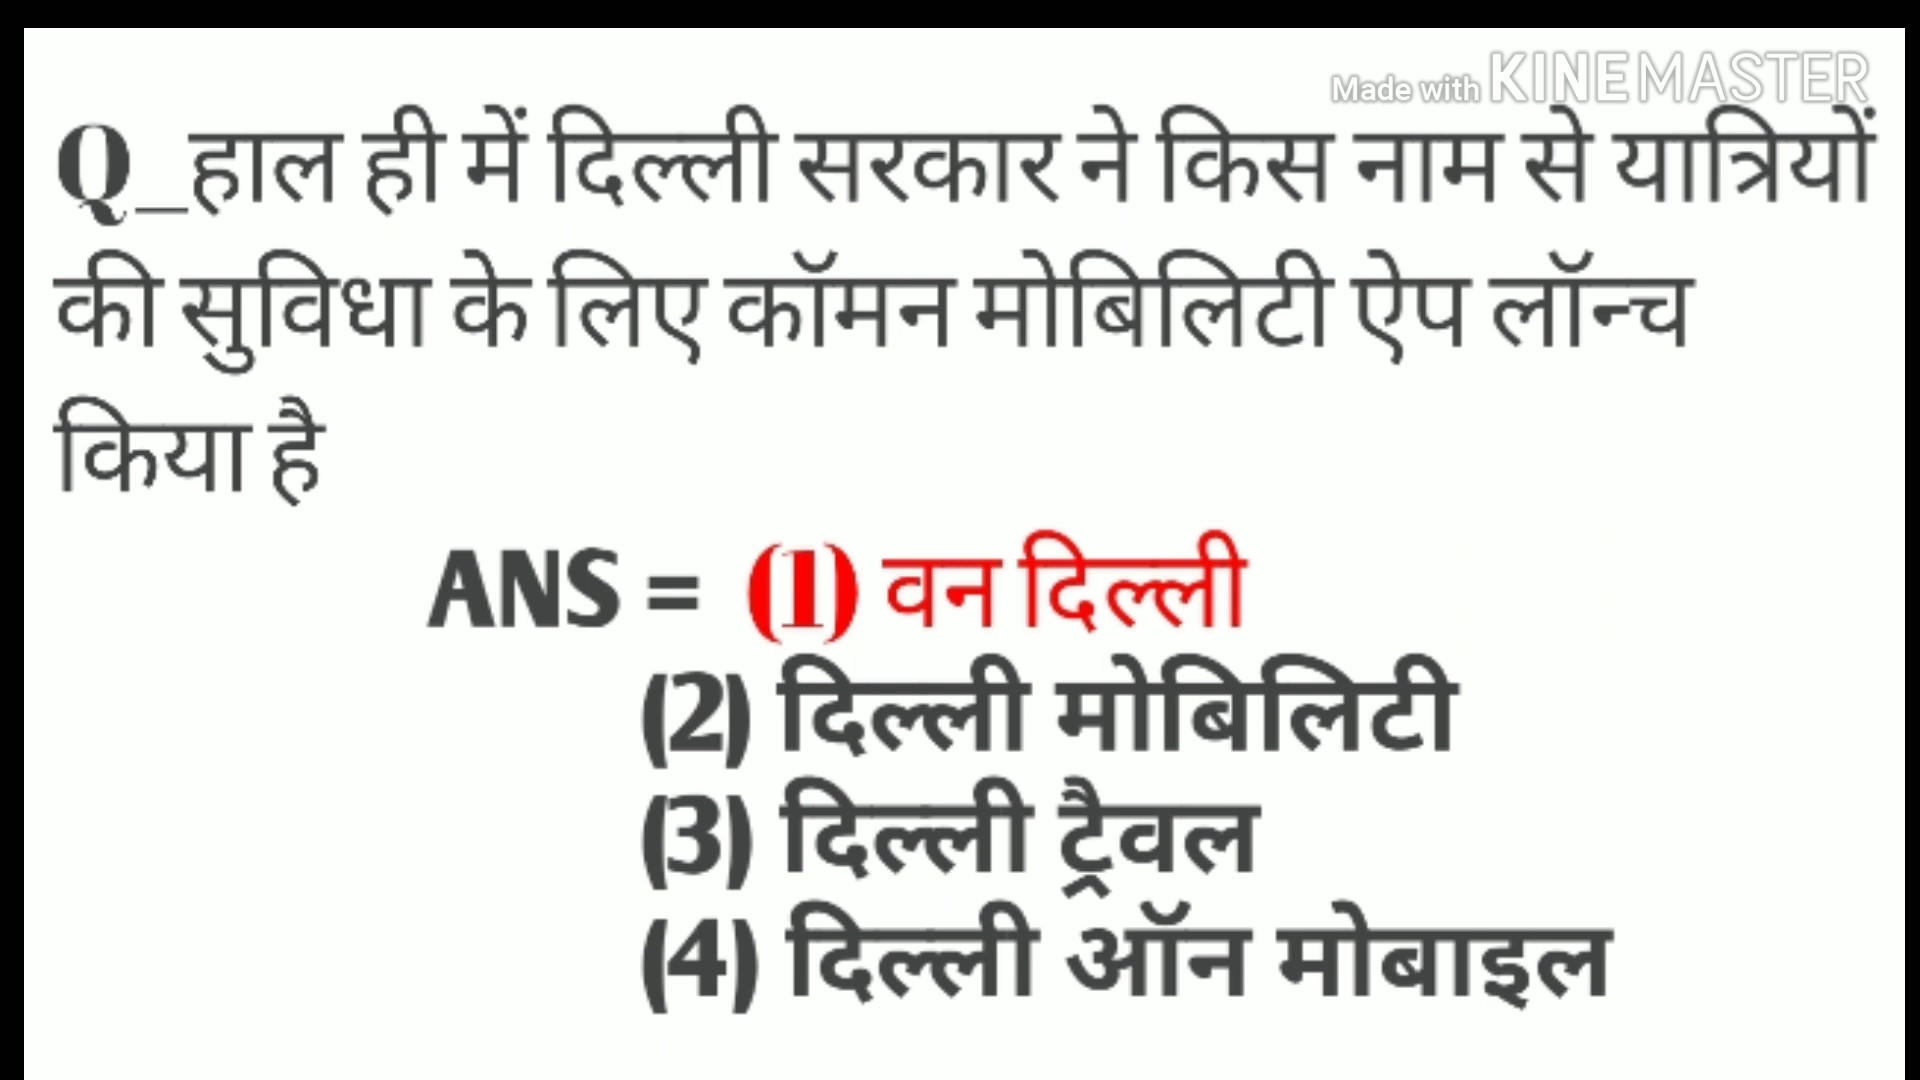 Made with KINEMASTER
Q_हाल ही में दिल्ली सरकार ने किस नाम से यात्रियों
की सुविधा के लिए कॉमन मोबिलिटी ऐप लॉन्च
किया है
ANS = (1) वन दिल्ली
(2) दिल्ली मोबिलिटी
(3) दिल्ली ट्रैवल
(4) दिल्ली ऑन मोबाइल